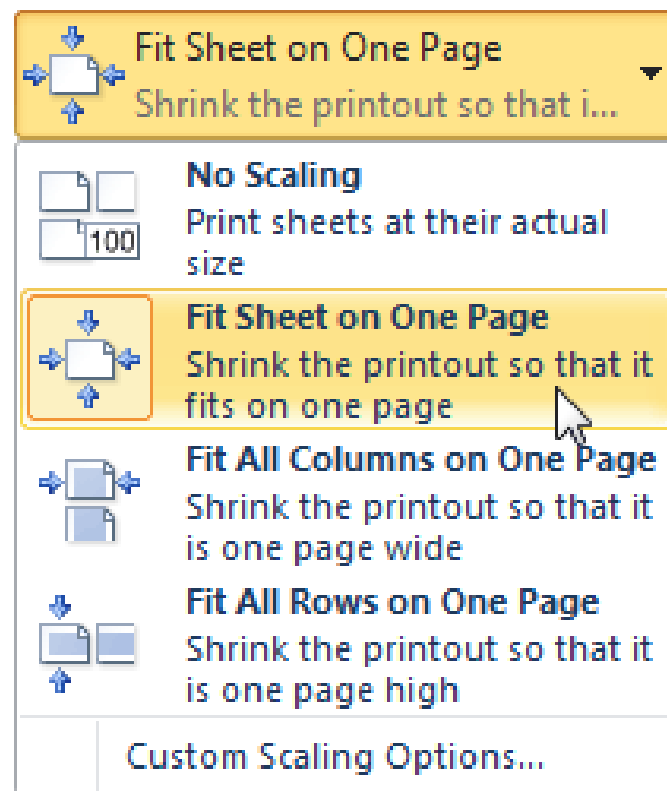 Fit Sheet on One Page
Shrink the printout so that i...
No Scaling
Print sheets at their actual
size
100
Fit Sheet on One Page
Shrink the printout so that it
fits on one page
Fit All Columns on One Page
Shrink the printout so that it
is one page wide
Fit All Rows on One Page
Shrink the printout so that it
is one page high
Custom Scaling Options...